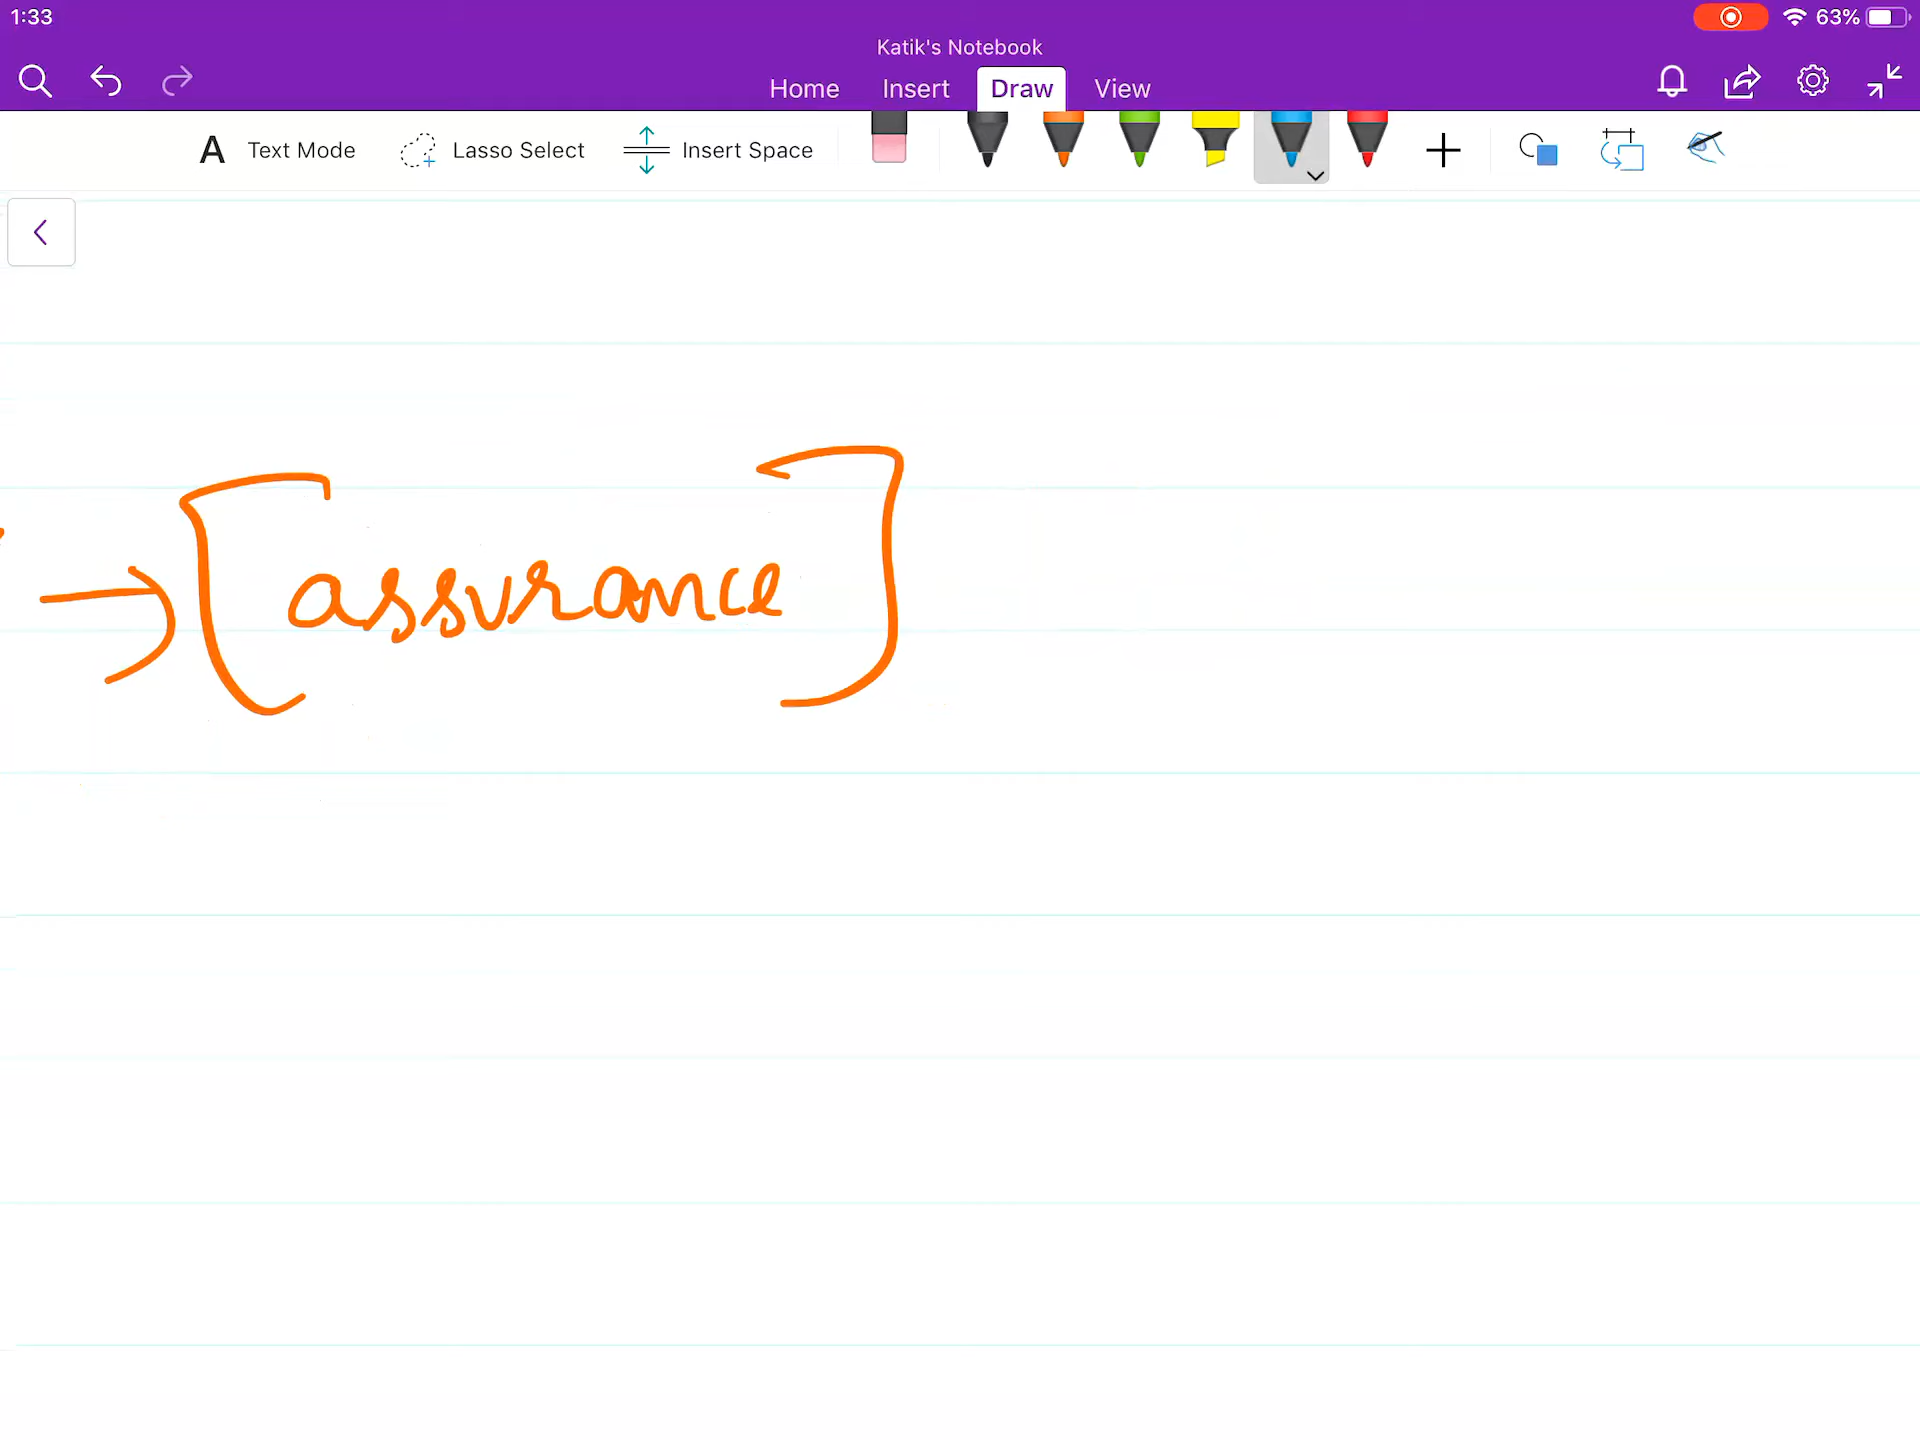 1:33
63%
Katik's Notebook
Home Insert Draw View
A Text Mode Lasso Select Insert Space
→ [assurance]